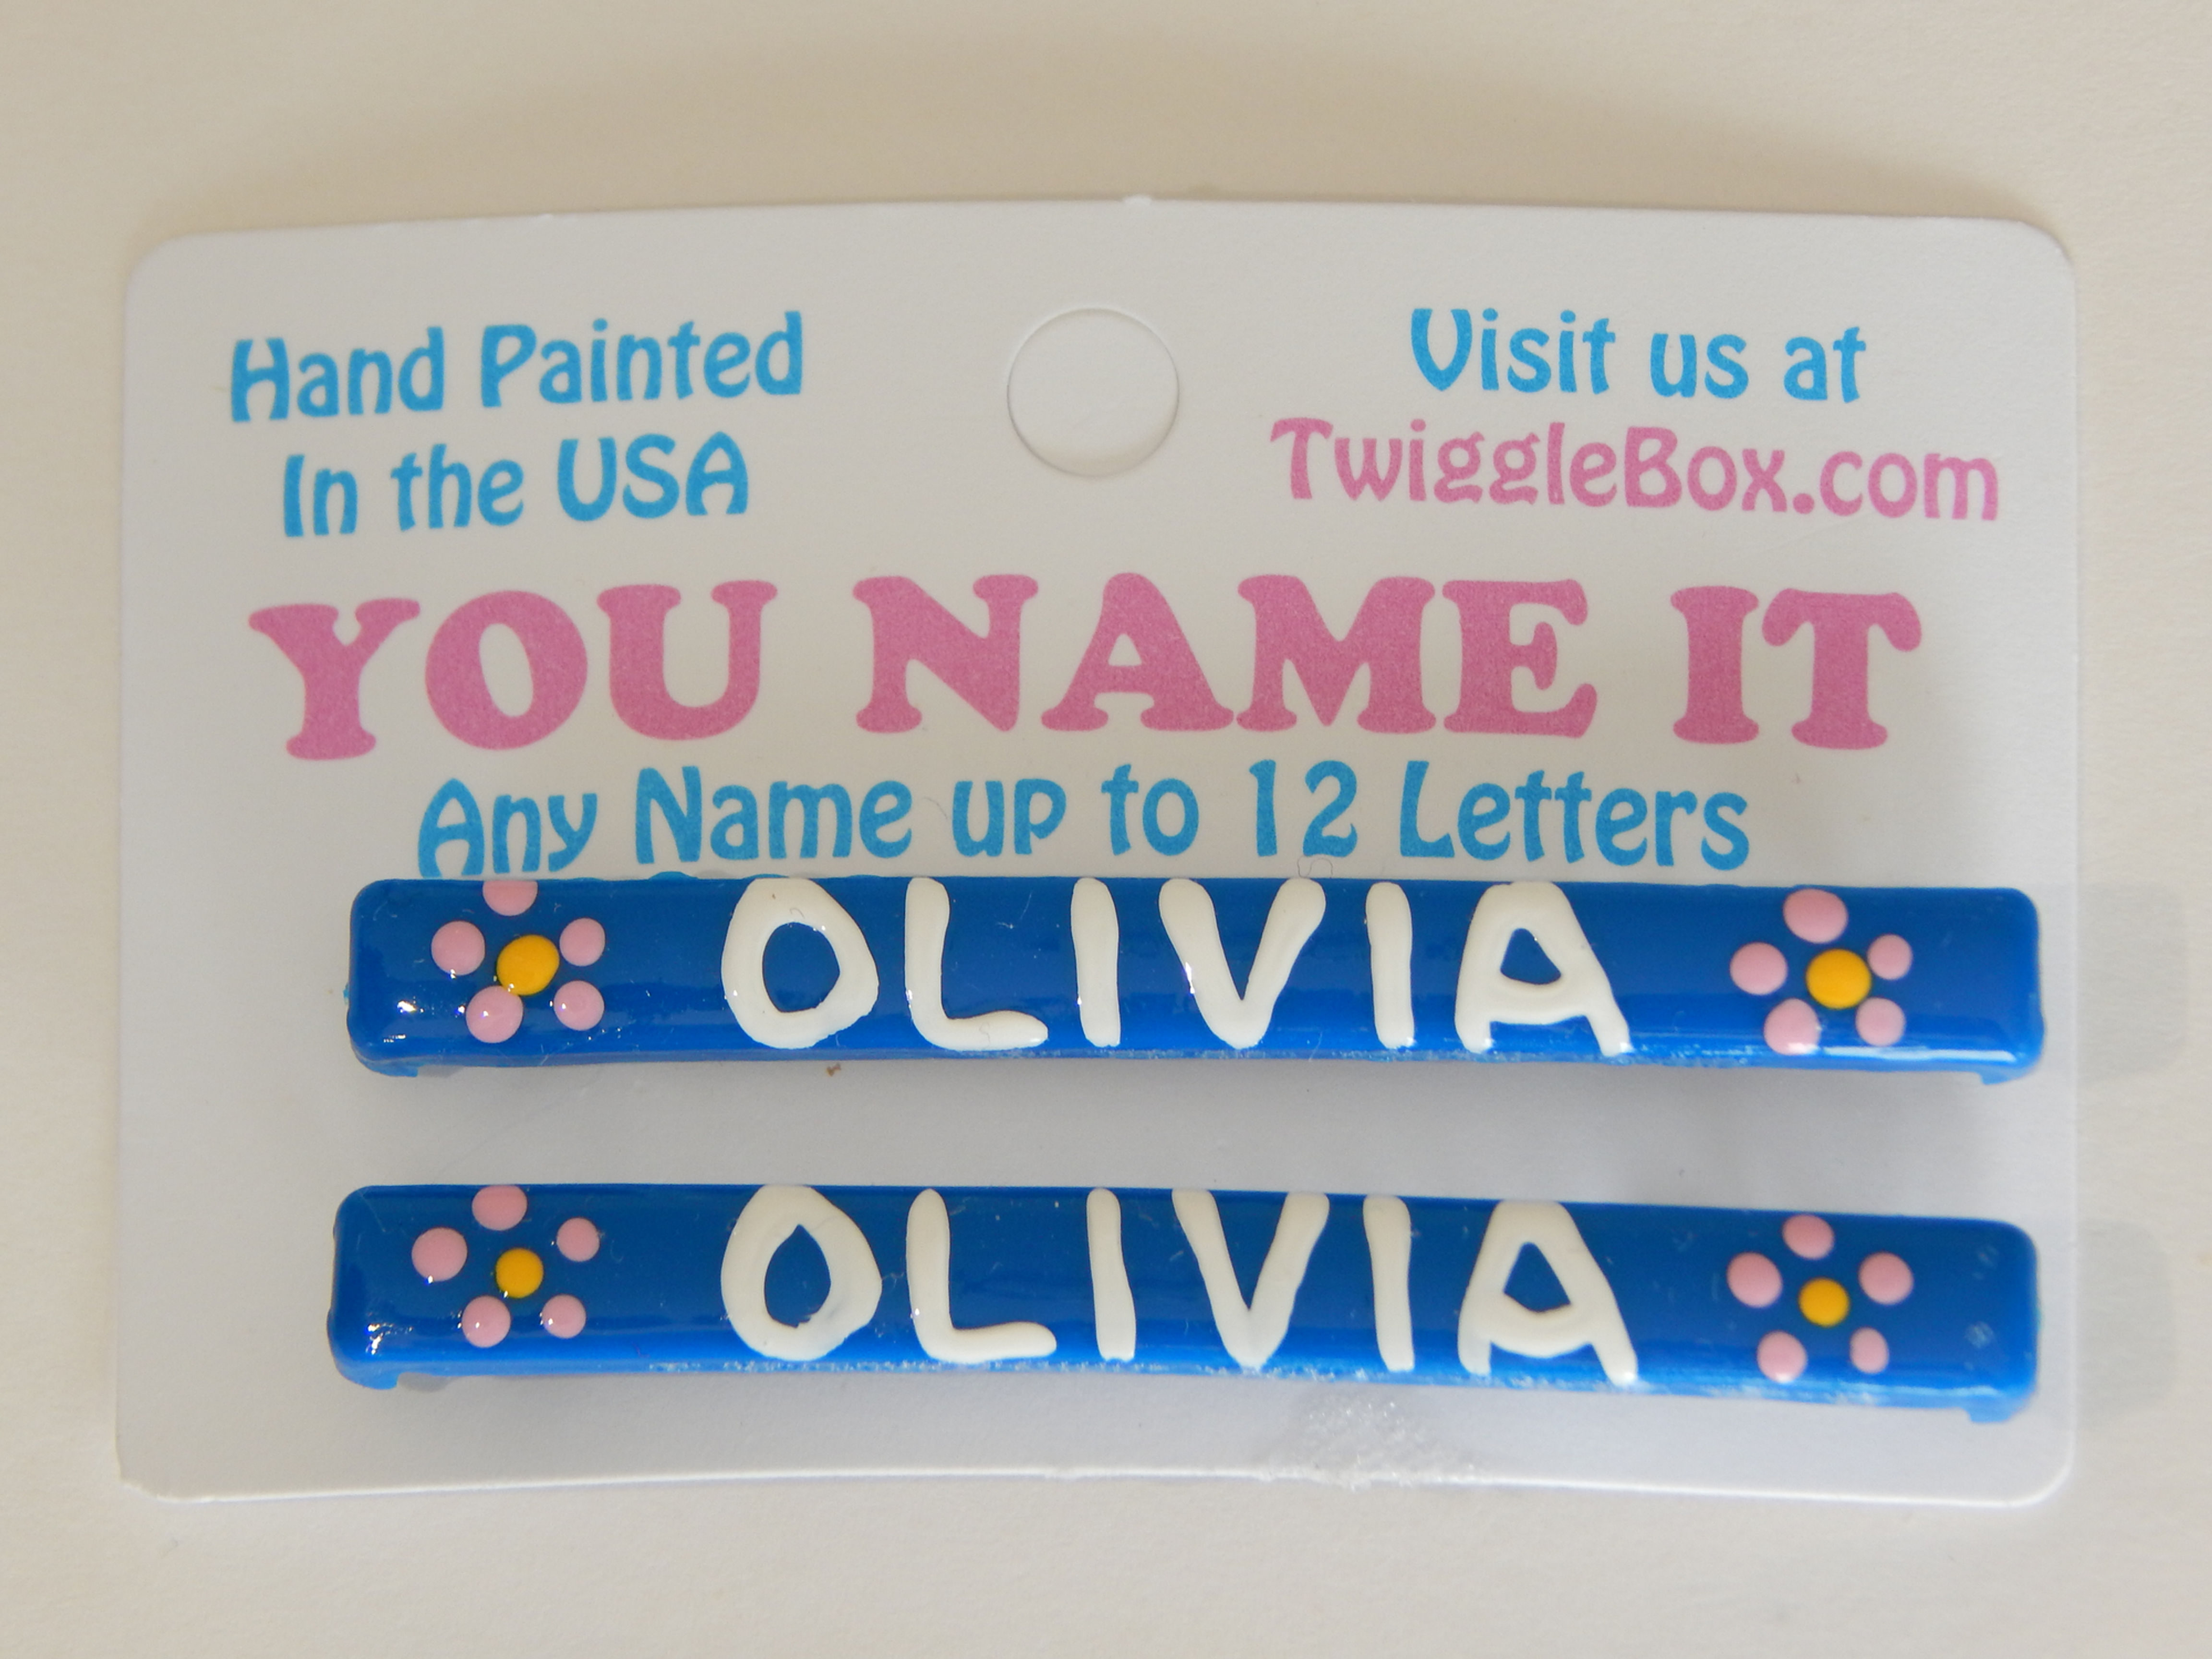 Hand Painted
In the USA
Visit us at
TwiggleBox.com
YOU NAME IT
Any Name up to 12 Letters
OLIVIA
OLIVIA